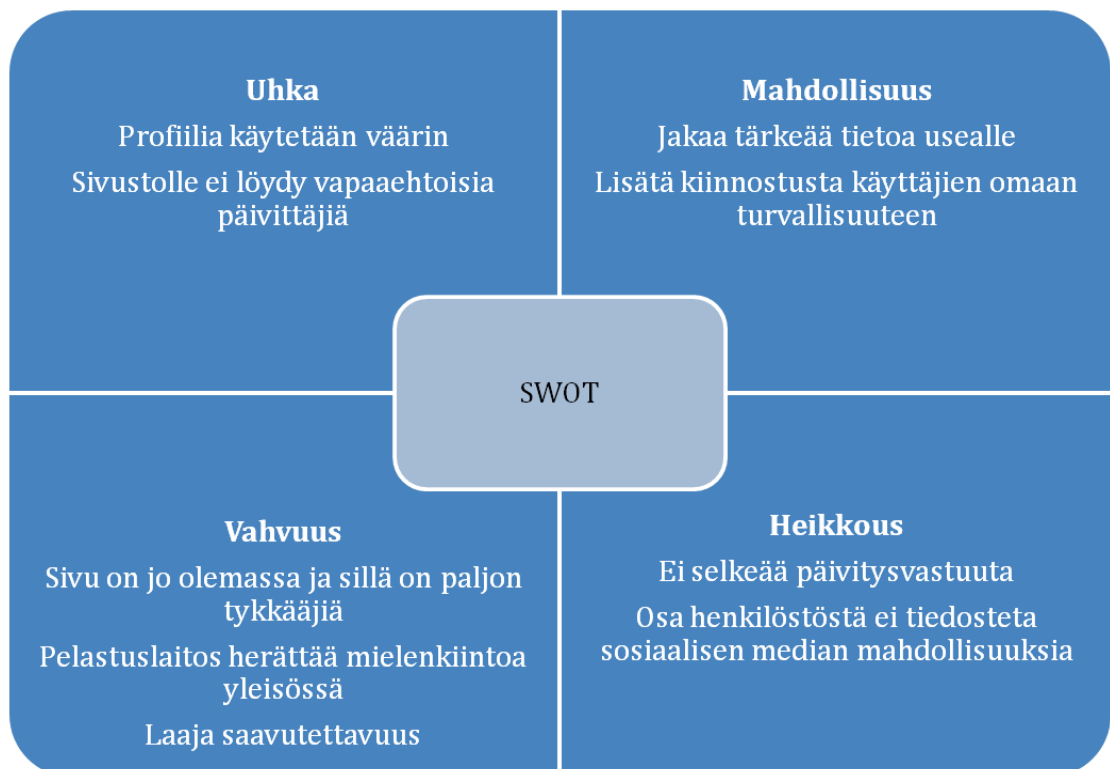 Uhka
Profiilia käytetään väärin
Sivustolle ei löydy vapaaehtoisia
päivittäjiä
Mahdollisuus
Jakaa tärkeää tietoa usealle
Lisätä kiinnostusta käyttäjien omaan
turvallisuuteen
SWOT
Vahvuus
Sivu on jo olemassa ja sillä on paljon
tykkääjiä
Pelastuslaitos herättää mielenkiintoa
yleisössä
Laaja saavutettavuus
Heikkous
Ei selkeää päivitysvastuuta
Osa henkilöstöstä ei tiedosteta
sosiaalisen median mahdollisuuksia